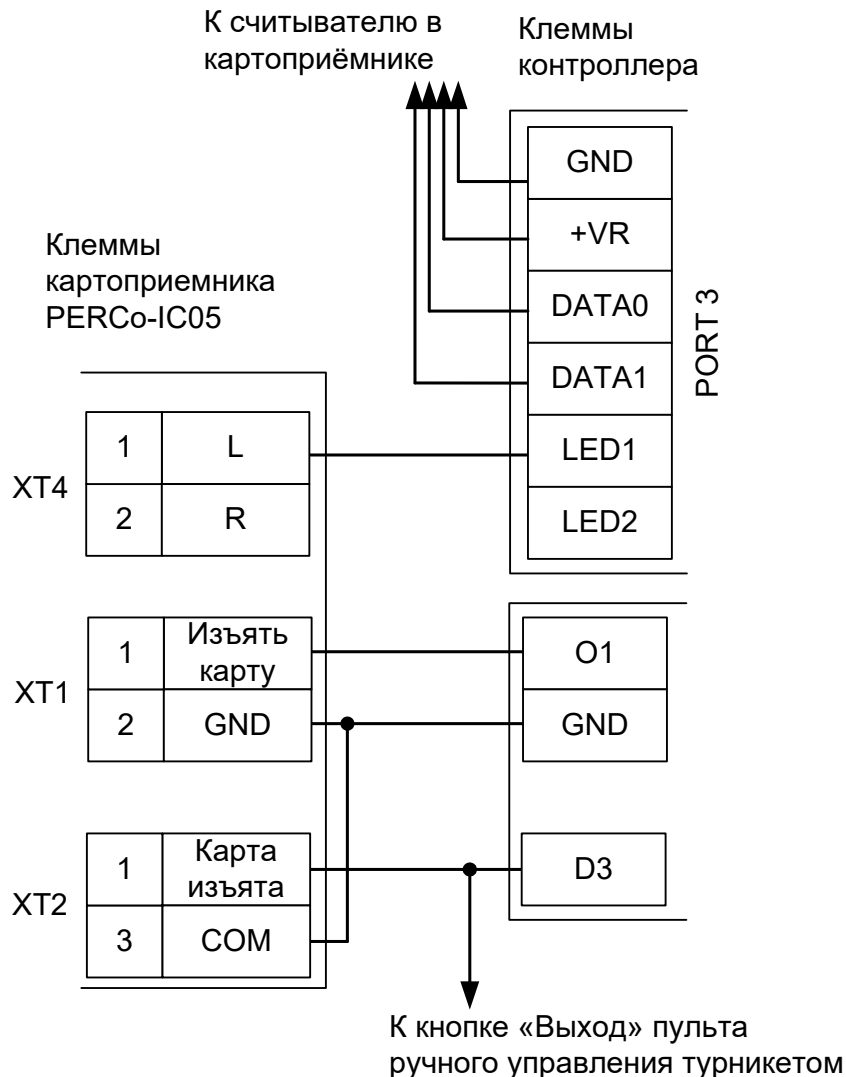 К считывателю в
картоприёмнике
Клеммы
контроллера
GND
+VR
DATA0
DATA1
LED1
LED2
PORT 3
Клеммы
картоприемника
PERCo-IC05
XT4
1
L
2
R
XT1
1
Изъять
карту
2
GND
O1
GND
XT2
1
Карта
изъята
3
COM
D3
К кнопке «Выход» пульта
ручного управления турникетом